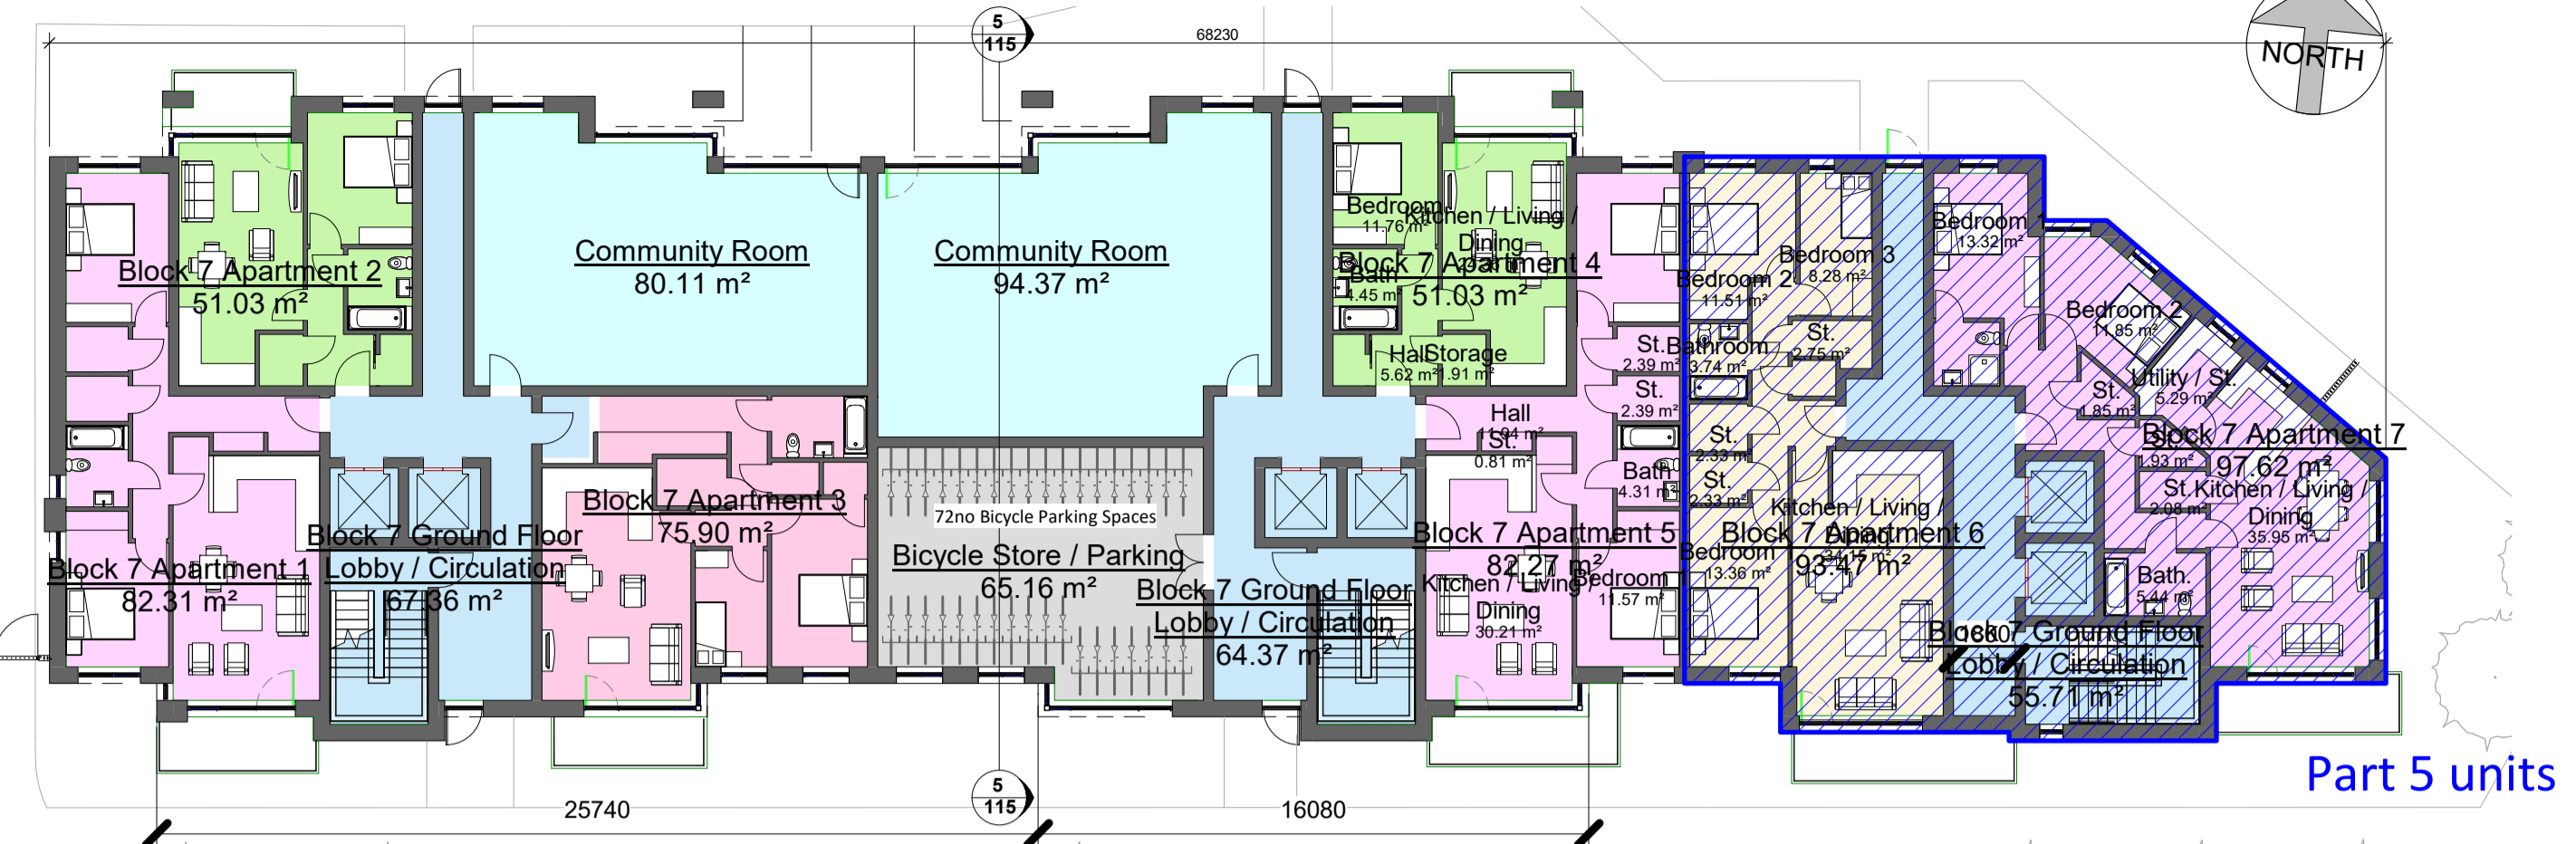 5
115
68230
NORTH
Block 7 Apartment 2
51.03 m²
Community Room
80.11 m²
Community Room
94.37 m²
Bedroom
11.76 m²
Kitchen / Living /
Dining
Bath
4.45 m²
Block 7 Apartment 4
51.03 m²
Hall
5.62 m²
Storage
1.91 m²
Bedroom 2
11.51 m²
Bedroom 3
8.28 m²
Bedroom 1
13.32 m²
Bedroom 2
11.85 m²
St.
2.39 m²
Bathroom
3.74 m²
St.
2.75 m²
St.
2.39 m²
Utility / St.
5.29 m²
St.
1.85 m²
Hall
11.94 m²
St.
0.81 m²
St.
2.33 m²
St.
2.33 m²
Bath
4.31 m²
Block 7 Apartment 7
97.62 m²
St.
1.93 m²
St.
2.08 m²
Kitchen / Living /
Dining
35.95 m²
Block 7 Apartment 3
75.90 m²
72no Bicycle Parking Spaces
Bicycle Store / Parking
65.16 m²
Block 7 Ground Floor
Lobby / Circulation
67.36 m²
Block 7 Apartment 1
82.31 m²
Block 7 Ground Floor
Lobby / Circulation
64.37 m²
Block 7 Apartment 5
82.27 m²
Kitchen / Living /
Dining
30.21 m²
Bedroom
11.57 m²
Kitchen / Living /
Dining
34.15 m²
Block 7 Apartment 6
93.47 m²
Bedroom
13.36 m²
Bath.
5.44 m²
Block 7 Ground Floor
Lobby / Circulation
55.71 m²
Part 5 units
5
115
25740
16080